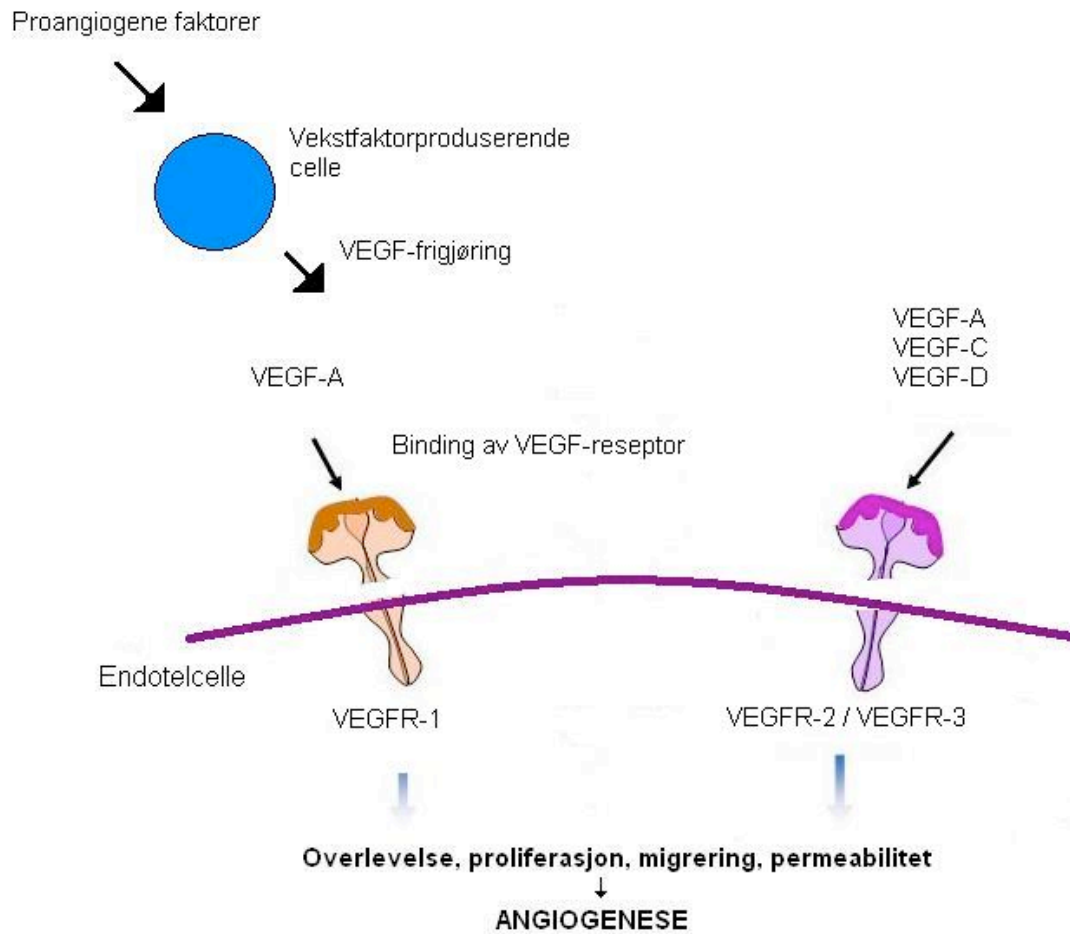 Proangiogene faktorer
Vekstfaktorproduserende
celle
VEGF-frigjøring
VEGF-A
VEGF-A
VEGF-C
VEGF-D
Binding av VEGF-reseptor
Endotelcelle
VEGFR-1
VEGFR-2 / VEGFR-3
Overlevelse, proliferasjon, migrering, permeabilitet
ANGIOGENESE